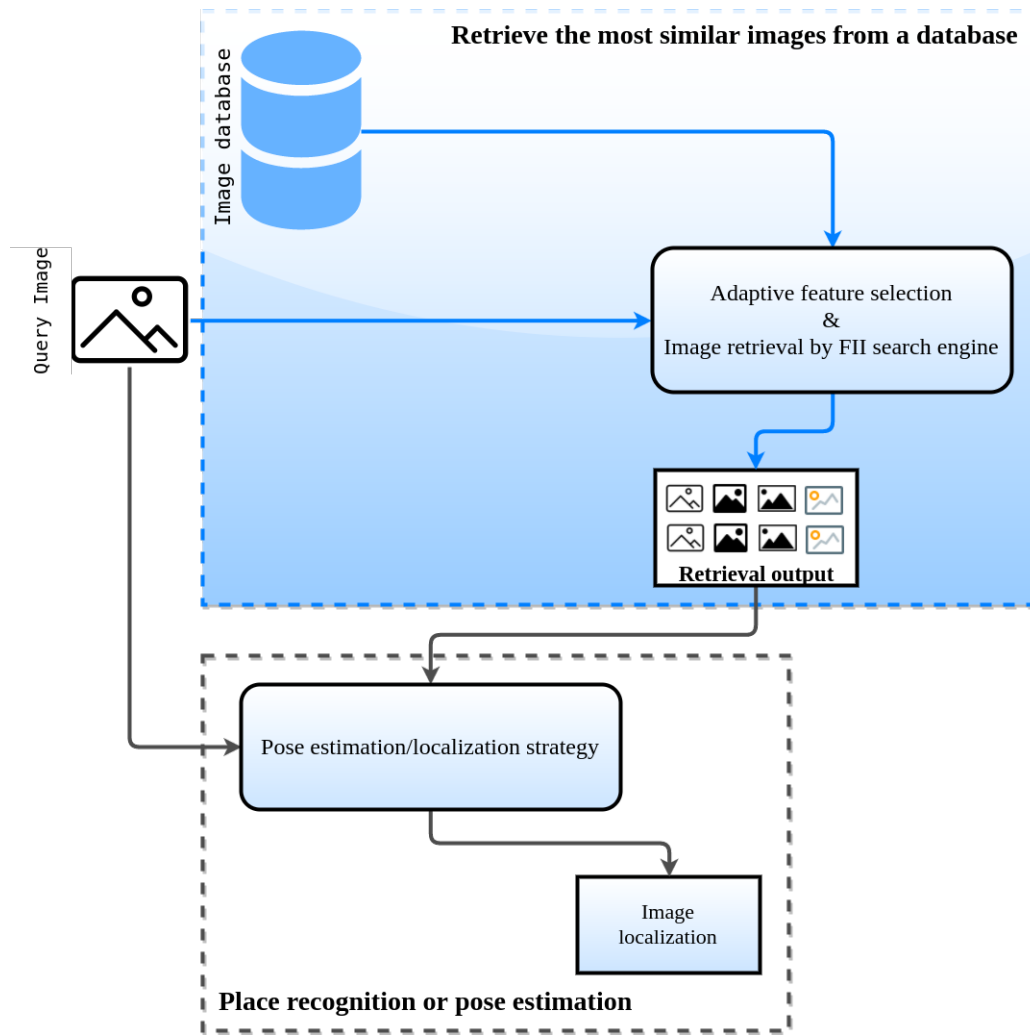 Retrieve the most similar images from a database
Image database
Query Image
Adaptive feature selection
&
Image retrieval by FII search engine
Retrieval output
Pose estimation/localization strategy
Image
localization
Place recognition or pose estimation